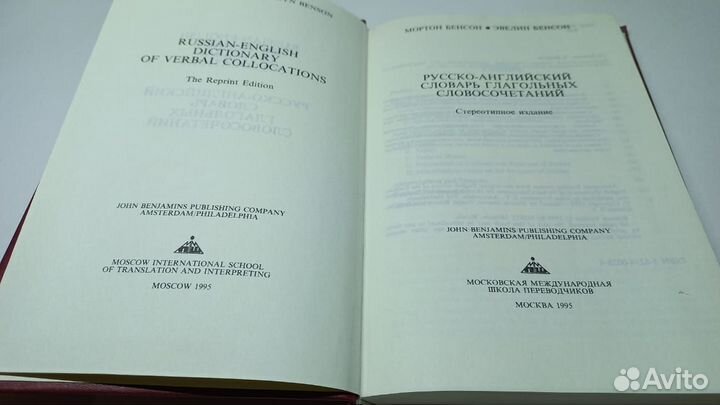 BENSON
RUSSIAN-ENGLISH
DICTIONARY
OF VERBAL COLLOCATIONS
The Reprint Edition
JOHN BENJAMINS PUBLISHING COMPANY
AMSTERDAM/PHILADELPHIA
MOSCOW INTERNATIONAL SCHOOL
OF TRANSLATION AND INTERPRETING
MOSCOW 1995
МОРТОН БЕНСОН • ЭВЕЛИН БЕНСОН
РУССКО-АНГЛИЙСКИЙ
СЛОВАРЬ ГЛАГОЛЬНЫХ
СЛОВОСОЧЕТАНИЙ
Стереотипное издание
JOHN BENJAMINS PUBLISHING COMPANY
AMSTERDAM/PHILADELPHIA
МОСКОВСКАЯ МЕЖДУНАРОДНАЯ
ШКОЛА ПЕРЕВОДЧИКОВ
МОСКВА 1995
Avito